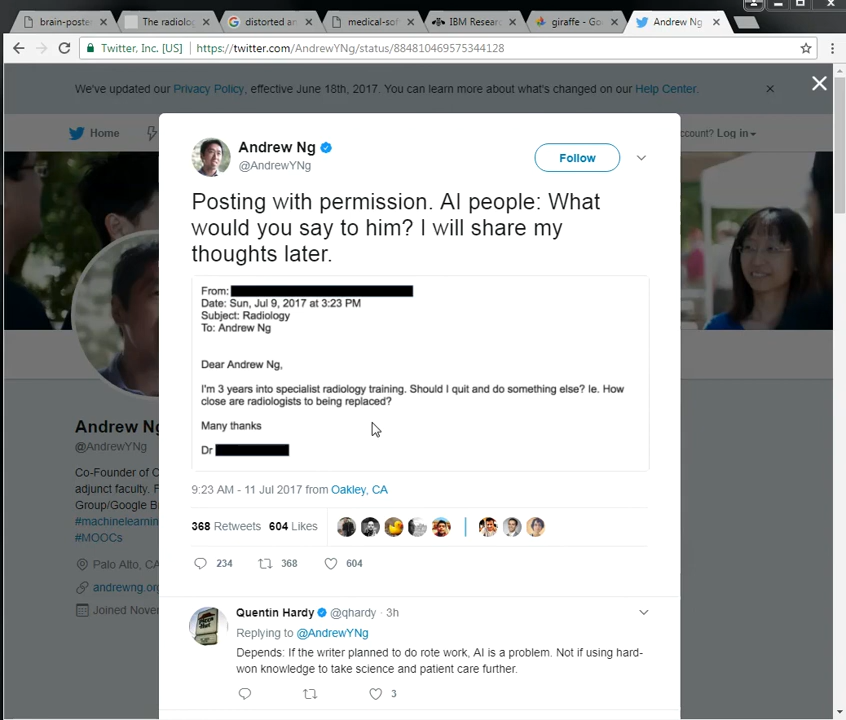 brain-poste
The radiolo
distorted an
medical-sof
IBM Resear
giraffe - Go
Andrew Ng
Twitter, Inc. [US]
https://twitter.com/AndrewYNg/status/884810469575344128
We've updated our Privacy Policy, effective June 18th, 2017. You can learn more about what's changed on our Help Center.
Home
ccount? Log in
Andrew Ng
@AndrewYNg
Follow
Posting with permission. AI people: What
would you say to him? I will share my
thoughts later.
From:
Date: Sun, Jul 9, 2017 at 3:23 PM
Subject: Radiology
To: Andrew Ng
Dear Andrew Ng,
I'm 3 years into specialist radiology training. Should I quit and do something else? Ie. How
close are radiologists to being replaced?
Many thanks
Dr
9:23 AM - 11 Jul 2017 from Oakley, CA
368 Retweets 604 Likes
234 368 604
Quentin Hardy @qhardy · 3h
Replying to @AndrewYNg
Depends: If the writer planned to do rote work, AI is a problem. Not if using hard-
won knowledge to take science and patient care further.
3
Andrew Ng
@AndrewYNg
Co-Founder of C
adjunct faculty. F
Group/Google B
#machinelearnin
#MOOCs
Palo Alto, CA
andrewng.org
Joined Nove